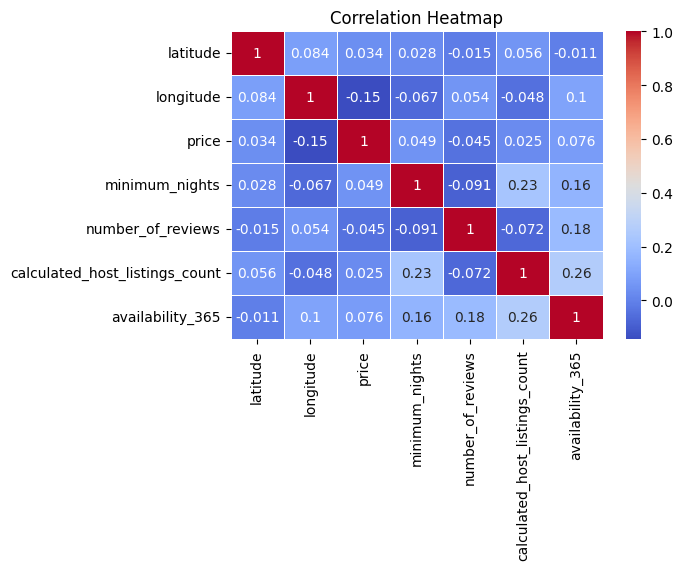 Correlation Heatmap
latitude 1 0.084 0.034 0.028 -0.015 0.056 -0.011
longitude 0.084 1 -0.15 -0.067 0.054 -0.048 0.1
price 0.034 -0.15 1 0.049 -0.045 0.025 0.076
minimum_nights 0.028 -0.067 0.049 1 -0.091 0.23 0.16
number_of_reviews -0.015 0.054 -0.045 -0.091 1 -0.072 0.18
calculated_host_listings_count 0.056 -0.048 0.025 0.23 -0.072 1 0.26
availability_365 -0.011 0.1 0.076 0.16 0.18 0.26 1
latitude
longitude
price
minimum_nights
number_of_reviews
calculated_host_listings_count
availability_365
1.0
0.8
0.6
0.4
0.2
0.0